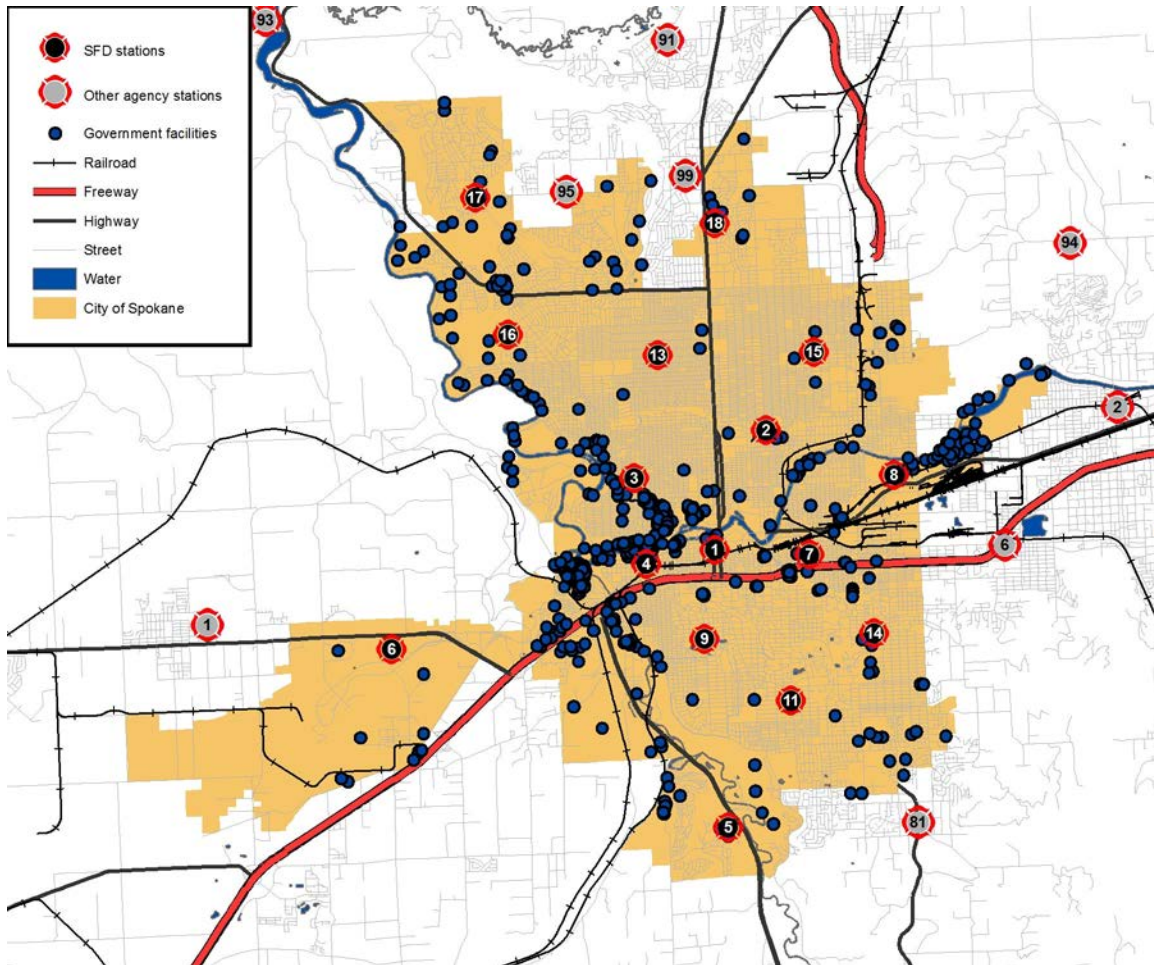 93
91
SFD stations
Other agency stations
Government facilities
Railroad
Freeway
Highway
Street
Water
City of Spokane
17
95
99
18
94
16
13
15
2
2
3
8
1
7
6
4
1
9
14
6
11
5
81